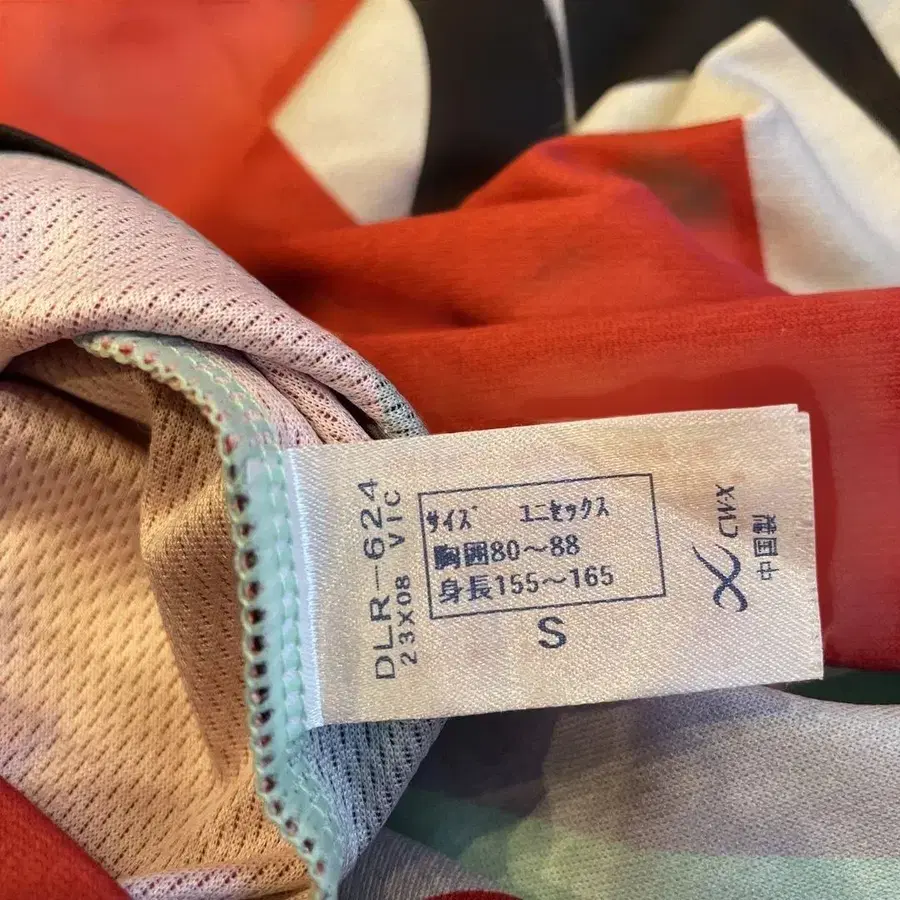 DLR-624
23X08 VIC
サイズ ユニセックス
胸囲80～88
身長155～165
S
CW-X
中国製